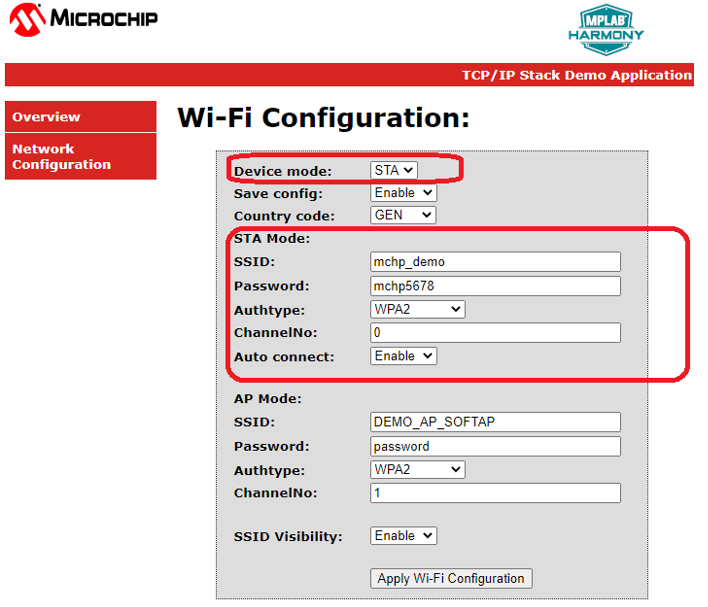 MICROCHIP
MPLAB
HARMONY
TCP/IP Stack Demo Application
Overview
Network
Configuration
Wi-Fi Configuration:
Device mode: STA
Save config: Enable
Country code: GEN
STA Mode:
SSID: mchp_demo
Password: mchp5678
Authtype: WPA2
ChannelNo: 0
Auto connect: Enable
AP Mode:
SSID: DEMO_AP_SOFTAP
Password: password
Authtype: WPA2
ChannelNo: 1
SSID Visibility: Enable
Apply Wi-Fi Configuration